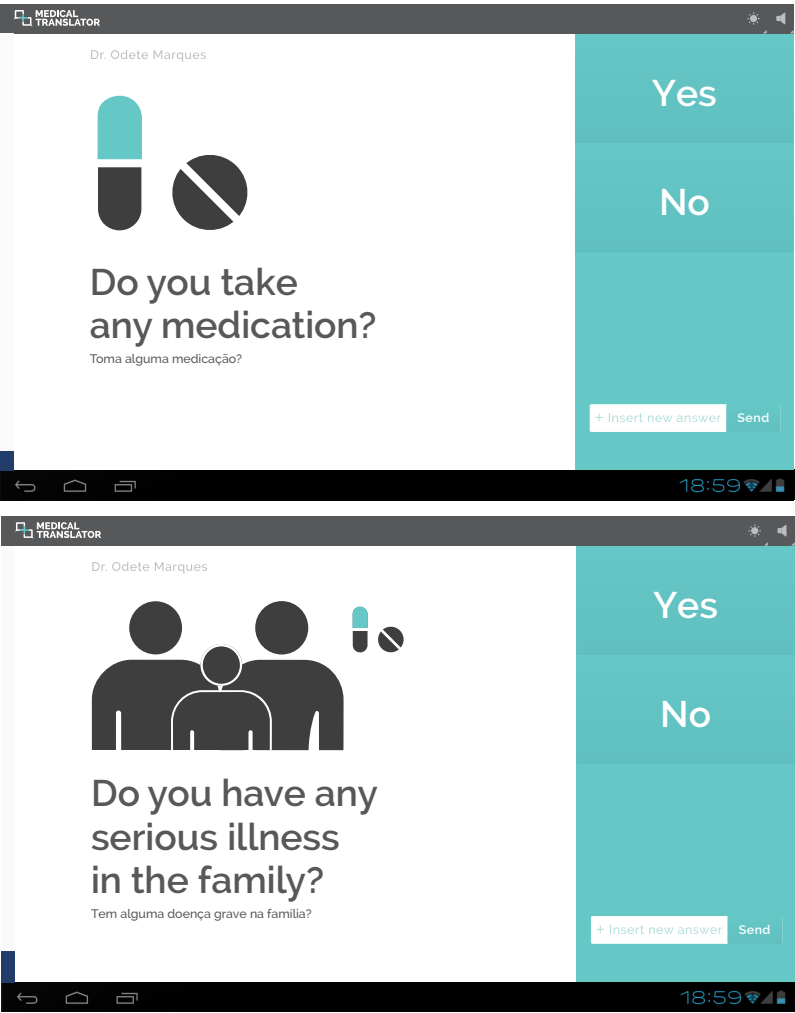 MEDICAL
TRANSLATOR
Dr. Odete Marques
Do you take
any medication?
Toma alguma medicação?
Yes
No
+ Insert new answer
Send
18:59
MEDICAL
TRANSLATOR
Dr. Odete Marques
Do you have any
serious illness
in the family?
Tem alguma doença grave na família?
Yes
No
+ Insert new answer
Send
18:59